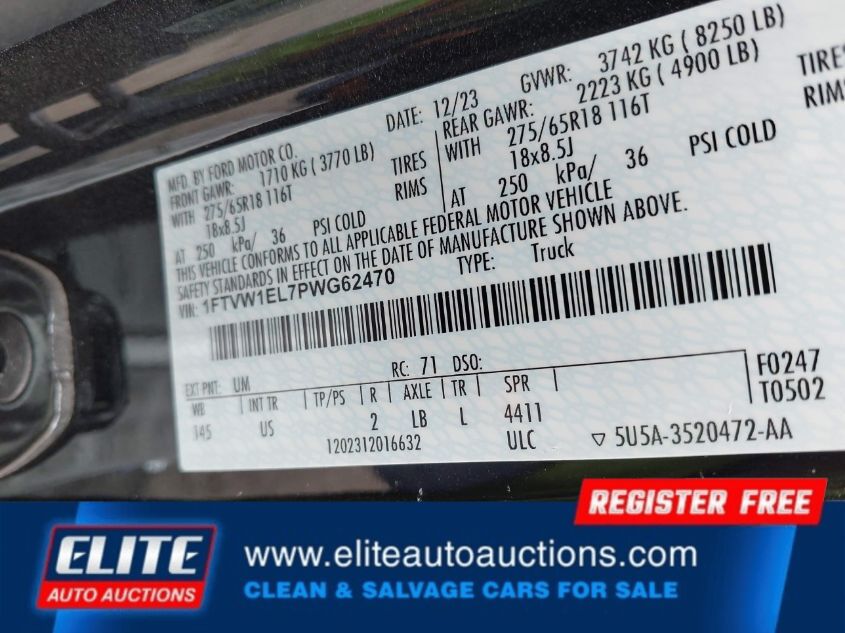 DATE: 12/23 GVWR: 3742 KG ( 8250 LB)
MFD. BY FORD MOTOR CO.
FRONT GAWR: 1710 KG ( 3770 LB)
WITH 275/65R18 116T TIRES
18x8.5J RIMS
AT 250 kPa/ 36 PSI COLD
REAR GAWR: 2223 KG ( 4900 LB)
WITH 275/65R18 116T TIRES
18x8.5J RIMS
AT 250 kPa/ 36 PSI COLD
THIS VEHICLE CONFORMS TO ALL APPLICABLE FEDERAL MOTOR VEHICLE
SAFETY STANDARDS IN EFFECT ON THE DATE OF MANUFACTURE SHOWN ABOVE.
VIN: 1FTVW1EL7PWG62470 TYPE: Truck
EXT PNT: UM RC: 71 DSO:
WB INT TR TP/PS R AXLE TR SPR
145 US 2 LB L 4411
1202312016632 ULC
F0247
T0502
▽ 5U5A-3520472-AA
REGISTER FREE
ELITE
AUTO AUCTIONS
www.eliteautoauctions.com
CLEAN & SALVAGE CARS FOR SALE